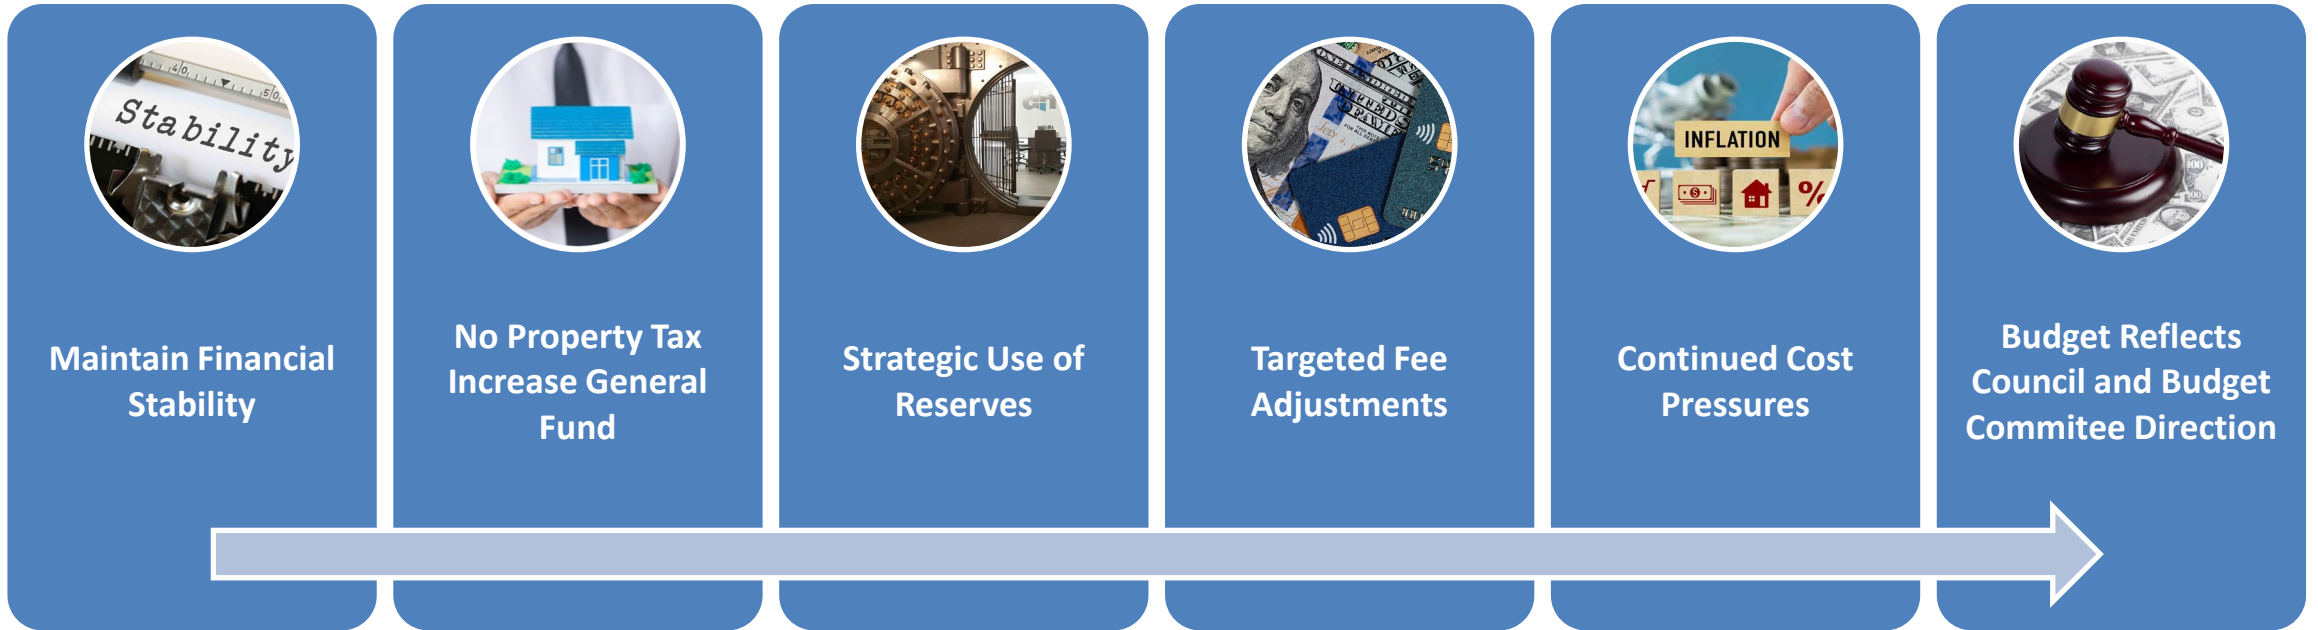 Stability
INFLATION
%
Maintain Financial
Stability
No Property Tax
Increase General
Fund
Strategic Use of
Reserves
Targeted Fee
Adjustments
Continued Cost
Pressures
Budget Reflects
Council and Budget
Commitee Direction